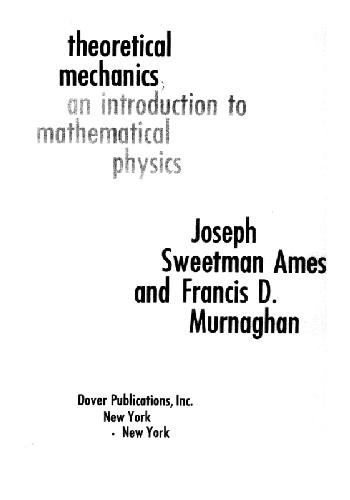 theoretical
mechanics;
an introduction to
mathematical
physics
Joseph
Sweetman Ames
and Francis D.
Murnaghan
Dover Publications, Inc.
New York
New York